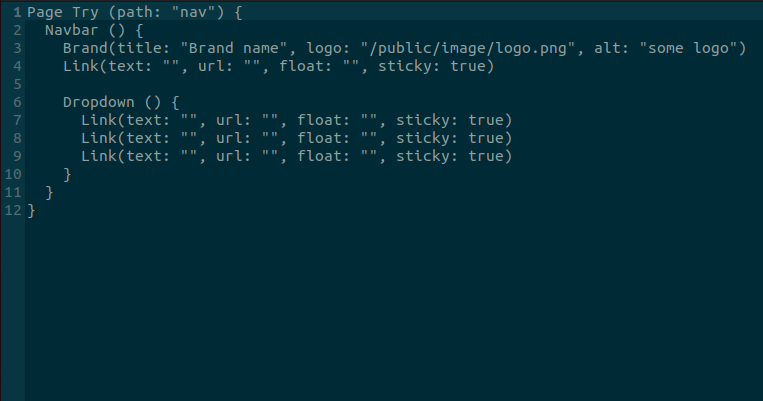 1 Page Try (path: "nav") {
2   Navbar () {
3     Brand(title: "Brand name", logo: "/public/image/logo.png", alt: "some logo")
4     Link(text: "", url: "", float: "", sticky: true)
5
6     Dropdown () {
7       Link(text: "", url: "", float: "", sticky: true)
8       Link(text: "", url: "", float: "", sticky: true)
9       Link(text: "", url: "", float: "", sticky: true)
10     }
11   }
12 }